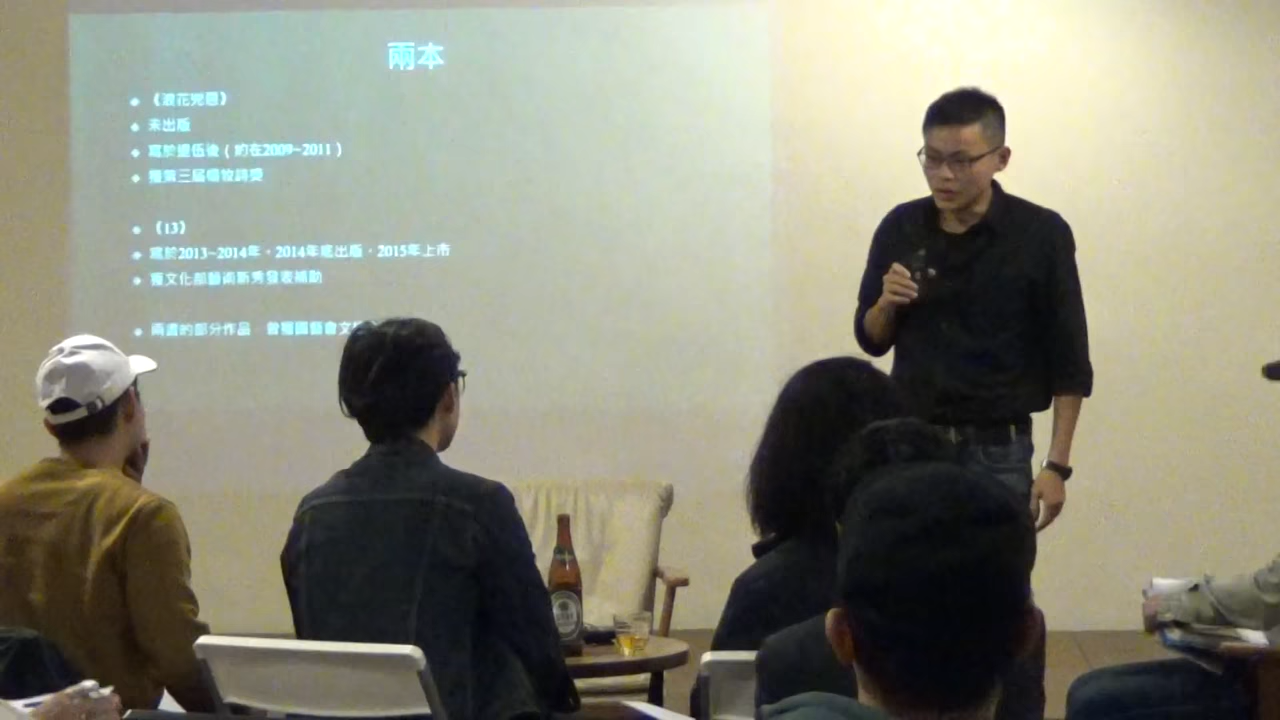 兩本
《浪花兇惡》
未出版
寫於退伍後（約在2009~2011）
獲第三屆楊牧詩獎
《13》
寫於2013~2014年，2014年底出版，2015年上市
獲文化部藝術新秀發表補助
兩書的部分作品 曾獲國藝會文